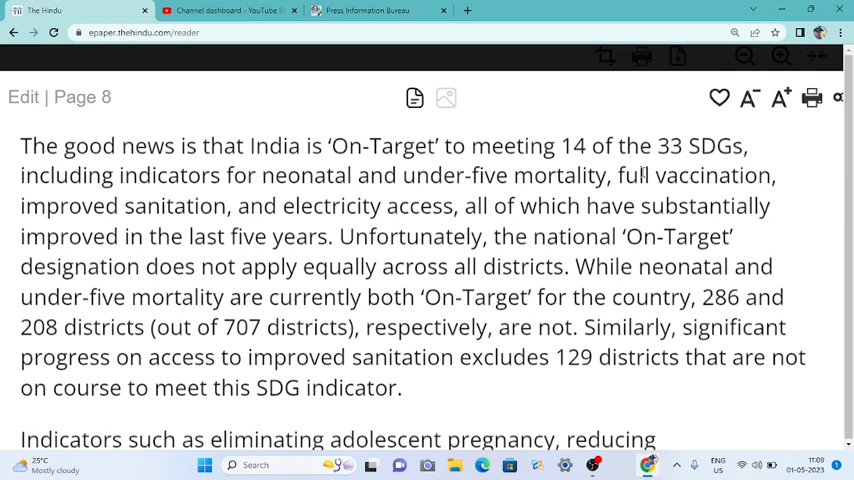 The Hindu
Channel dashboard - YouTube St
Press Information Bureau
epaper.thehindu.com/reader
Edit | Page 8
A-
A+
The good news is that India is ‘On-Target’ to meeting 14 of the 33 SDGs,
including indicators for neonatal and under-five mortality, full vaccination,
improved sanitation, and electricity access, all of which have substantially
improved in the last five years. Unfortunately, the national ‘On-Target’
designation does not apply equally across all districts. While neonatal and
under-five mortality are currently both ‘On-Target’ for the country, 286 and
208 districts (out of 707 districts), respectively, are not. Similarly, significant
progress on access to improved sanitation excludes 129 districts that are not
on course to meet this SDG indicator.
Indicators such as eliminating adolescent pregnancy, reducing
25°C
Mostly cloudy
Search
ENG
US
11:09
01-05-2023